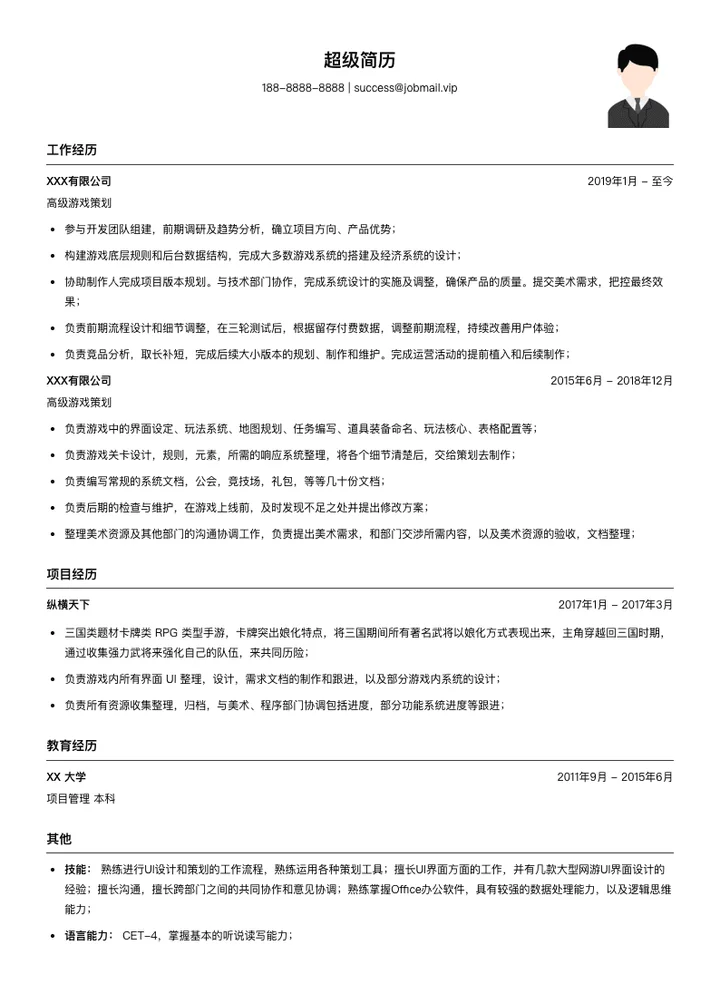 超级简历
188-8888-8888 | success@jobmail.vip
工作经历
XXX有限公司 2019年1月 – 至今
高级游戏策划
• 参与开发团队组建，前期调研及趋势分析，确立项目方向、产品优势；
• 构建游戏底层规则和后台数据结构，完成大多数游戏系统的搭建及经济系统的设计；
• 协助制作人完成项目版本规划。与技术部门协作，完成系统设计的实施及调整，确保产品的质量。提交美术需求，把控最终效
果；
• 负责前期流程设计和细节调整，在三轮测试后，根据留存付费数据，调整前期流程，持续改善用户体验；
• 负责竞品分析，取长补短，完成后续大小版本的规划、制作和维护。完成运营活动的提前植入和后续制作；
XXX有限公司 2015年6月 – 2018年12月
高级游戏策划
• 负责游戏中的界面设定、玩法系统、地图规划、任务编写、道具装备命名、玩法核心、表格配置等；
• 负责游戏关卡设计，规则，元素，所需的响应系统整理，将各个细节清楚后，交给策划去制作；
• 负责编写常规的系统文档，公会，竞技场，礼包，等等几十份文档；
• 负责后期的检查与维护，在游戏上线前，及时发现不足之处并提出修改方案；
• 整理美术资源及其他部门的沟通协调工作，负责提出美术需求，和部门交涉所需内容，以及美术资源的验收，文档整理；
项目经历
纵横天下 2017年1月 – 2017年3月
• 三国类题材卡牌类 RPG 类型手游，卡牌突出娘化特点，将三国期间所有著名武将以娘化方式表现出来，主角穿越回三国时期，
通过收集强力武将来强化自己的队伍，来共同历险；
• 负责游戏内所有界面 UI 整理，设计，需求文档的制作和跟进，以及部分游戏内系统的设计；
• 负责所有资源收集整理，归档，与美术、程序部门协调包括进度，部分功能系统进度等跟进；
教育经历
XX 大学 2011年9月 – 2015年6月
项目管理 本科
其他
• 技能： 熟练进行UI设计和策划的工作流程，熟练运用各种策划工具；擅长UI界面方面的工作，并有几款大型网游UI界面设计的
经验；擅长沟通，擅长跨部门之间的共同协作和意见协调；熟练掌握Office办公软件，具有较强的数据处理能力，以及逻辑思维
能力；
• 语言能力： CET-4，掌握基本的听说读写能力；